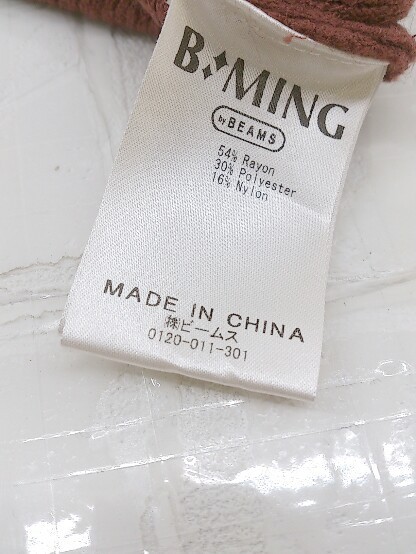 B✦MING
by BEAMS
54% Rayon
30% Polyester
16% Nylon
MADE IN CHINA
㈱ビームス
0120-011-301